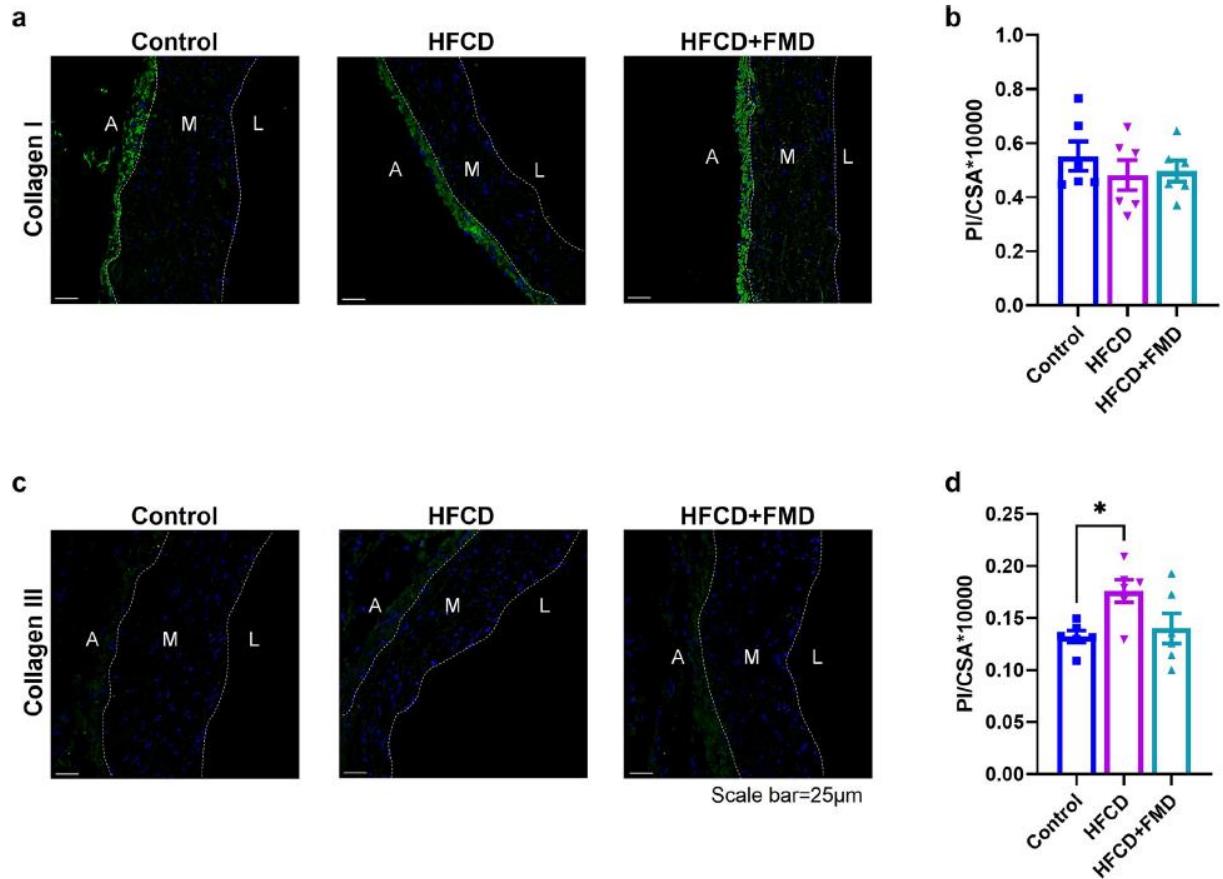 a
Control
HFCD
HFCD+FMD
Collagen I
A
M
L
A
M
L
A
M
L
b
1.0
0.8
0.6
0.4
0.2
0.0
PI/CSA*10000
Control
HFCD
HFCD+FMD
c
Control
HFCD
HFCD+FMD
Collagen III
A
M
L
A
M
L
A
M
L
Scale bar=25µm
d
*
0.25
0.20
0.15
0.10
0.05
0.00
PI/CSA*10000
Control
HFCD
HFCD+FMD